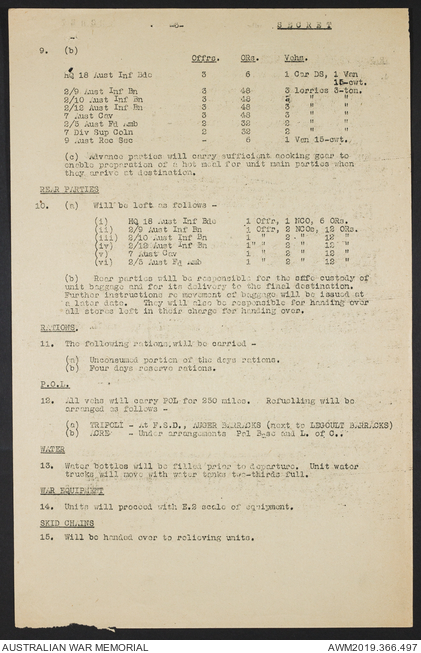 -6-
S E C R E T
9. (b)
Offrs. ORs. Vehs.
HQ 18 Aust Inf Bde 3 6 1 Car DS, 1 Van
15-cwt.
2/9 Aust Inf Bn 3 48 3 lorries 3-ton.
2/10 Aust Inf Bn 3 48 3 " "
2/12 Aust Inf Bn 3 48 3 " "
7 Aust Cav 3 48 3 " "
2/5 Aust Fd Amb 2 32 2 " "
7 Div Sup Coln 2 32 2 " "
9 Aust Rec Sec - 6 1 Van 15-cwt.
(c) Advance parties will carry sufficient cooking gear to
enable preparation of a hot meal for unit main parties when
they arrive at destination.
REAR PARTIES
10. (a) Will be left as follows -
(i) HQ 18 Aust Inf Bde 1 Offr, 1 NCO, 6 ORs.
(ii) 2/9 Aust Inf Bn 1 Offr, 2 NCOs, 12 ORs.
(iii) 2/10 Aust Inf Bn 1 " 2 " 12 "
(iv) 2/12 Aust Inf Bn 1 " 2 " 12 "
(v) 7 Aust Cav 1 " 2 " 12 "
(vi) 2/5 Aust Fd Amb 1 " 2 " 12 "
(b) Rear parties will be responsible for the safe custody of
unit baggage and for its delivery to the final destination.
Further instructions re movement of baggage will be issued at
a later date. They will also be responsible for handing over
all stores left in their charge for handing over.
RATIONS.
11. The following rations will be carried -
(a) Unconsumed portion of the days rations.
(b) Four days reserve rations.
P.O.L.
12. All vehs will carry POL for 250 miles. Refuelling will be
arranged as follows -
(a) TRIPOLI - At F.S.D., AUGER BARRACKS (next to LEGOULT BARRACKS)
(b) ACRE - Under arrangements Pal Base and L. of C..
WATER
13. Water bottles will be filled prior to departure. Unit water
trucks will move with water tanks two-thirds full.
WAR EQUIPMENT
14. Units will proceed with E.2 scale of equipment.
SKID CHAINS
15. Will be handed over to relieving units.
AUSTRALIAN WAR MEMORIAL
AWM2019.366.497